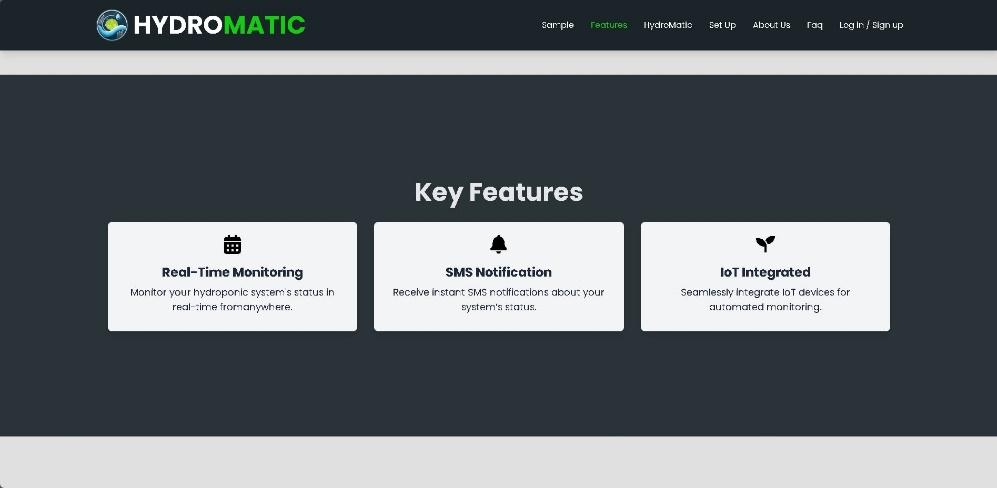 HYDROMATIC
Sample Features HydroMatic Set Up About Us Faq Log in / Sign up
Key Features
Real-Time Monitoring
Monitor your hydroponic system's status in
real-time fromanywhere.
SMS Notification
Receive instant SMS notifications about your
system's status.
IoT Integrated
Seamlessly integrate IoT devices for
automated monitoring.